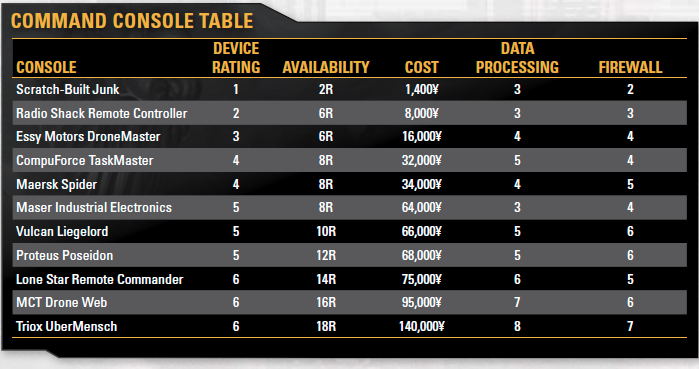 COMMAND CONSOLE TABLE
CONSOLE DEVICE RATING AVAILABILITY COST DATA PROCESSING FIREWALL
Scratch-Built Junk 1 2R 1,400¥ 3 2
Radio Shack Remote Controller 2 6R 8,000¥ 3 3
Essy Motors DroneMaster 3 6R 16,000¥ 4 4
CompuForce TaskMaster 4 8R 32,000¥ 5 4
Maersk Spider 4 8R 34,000¥ 4 5
Maser Industrial Electronics 5 8R 64,000¥ 3 4
Vulcan Liegelord 5 10R 66,000¥ 5 6
Proteus Poseidon 5 12R 68,000¥ 5 6
Lone Star Remote Commander 6 14R 75,000¥ 6 5
MCT Drone Web 6 16R 95,000¥ 7 6
Triox UberMensch 6 18R 140,000¥ 8 7